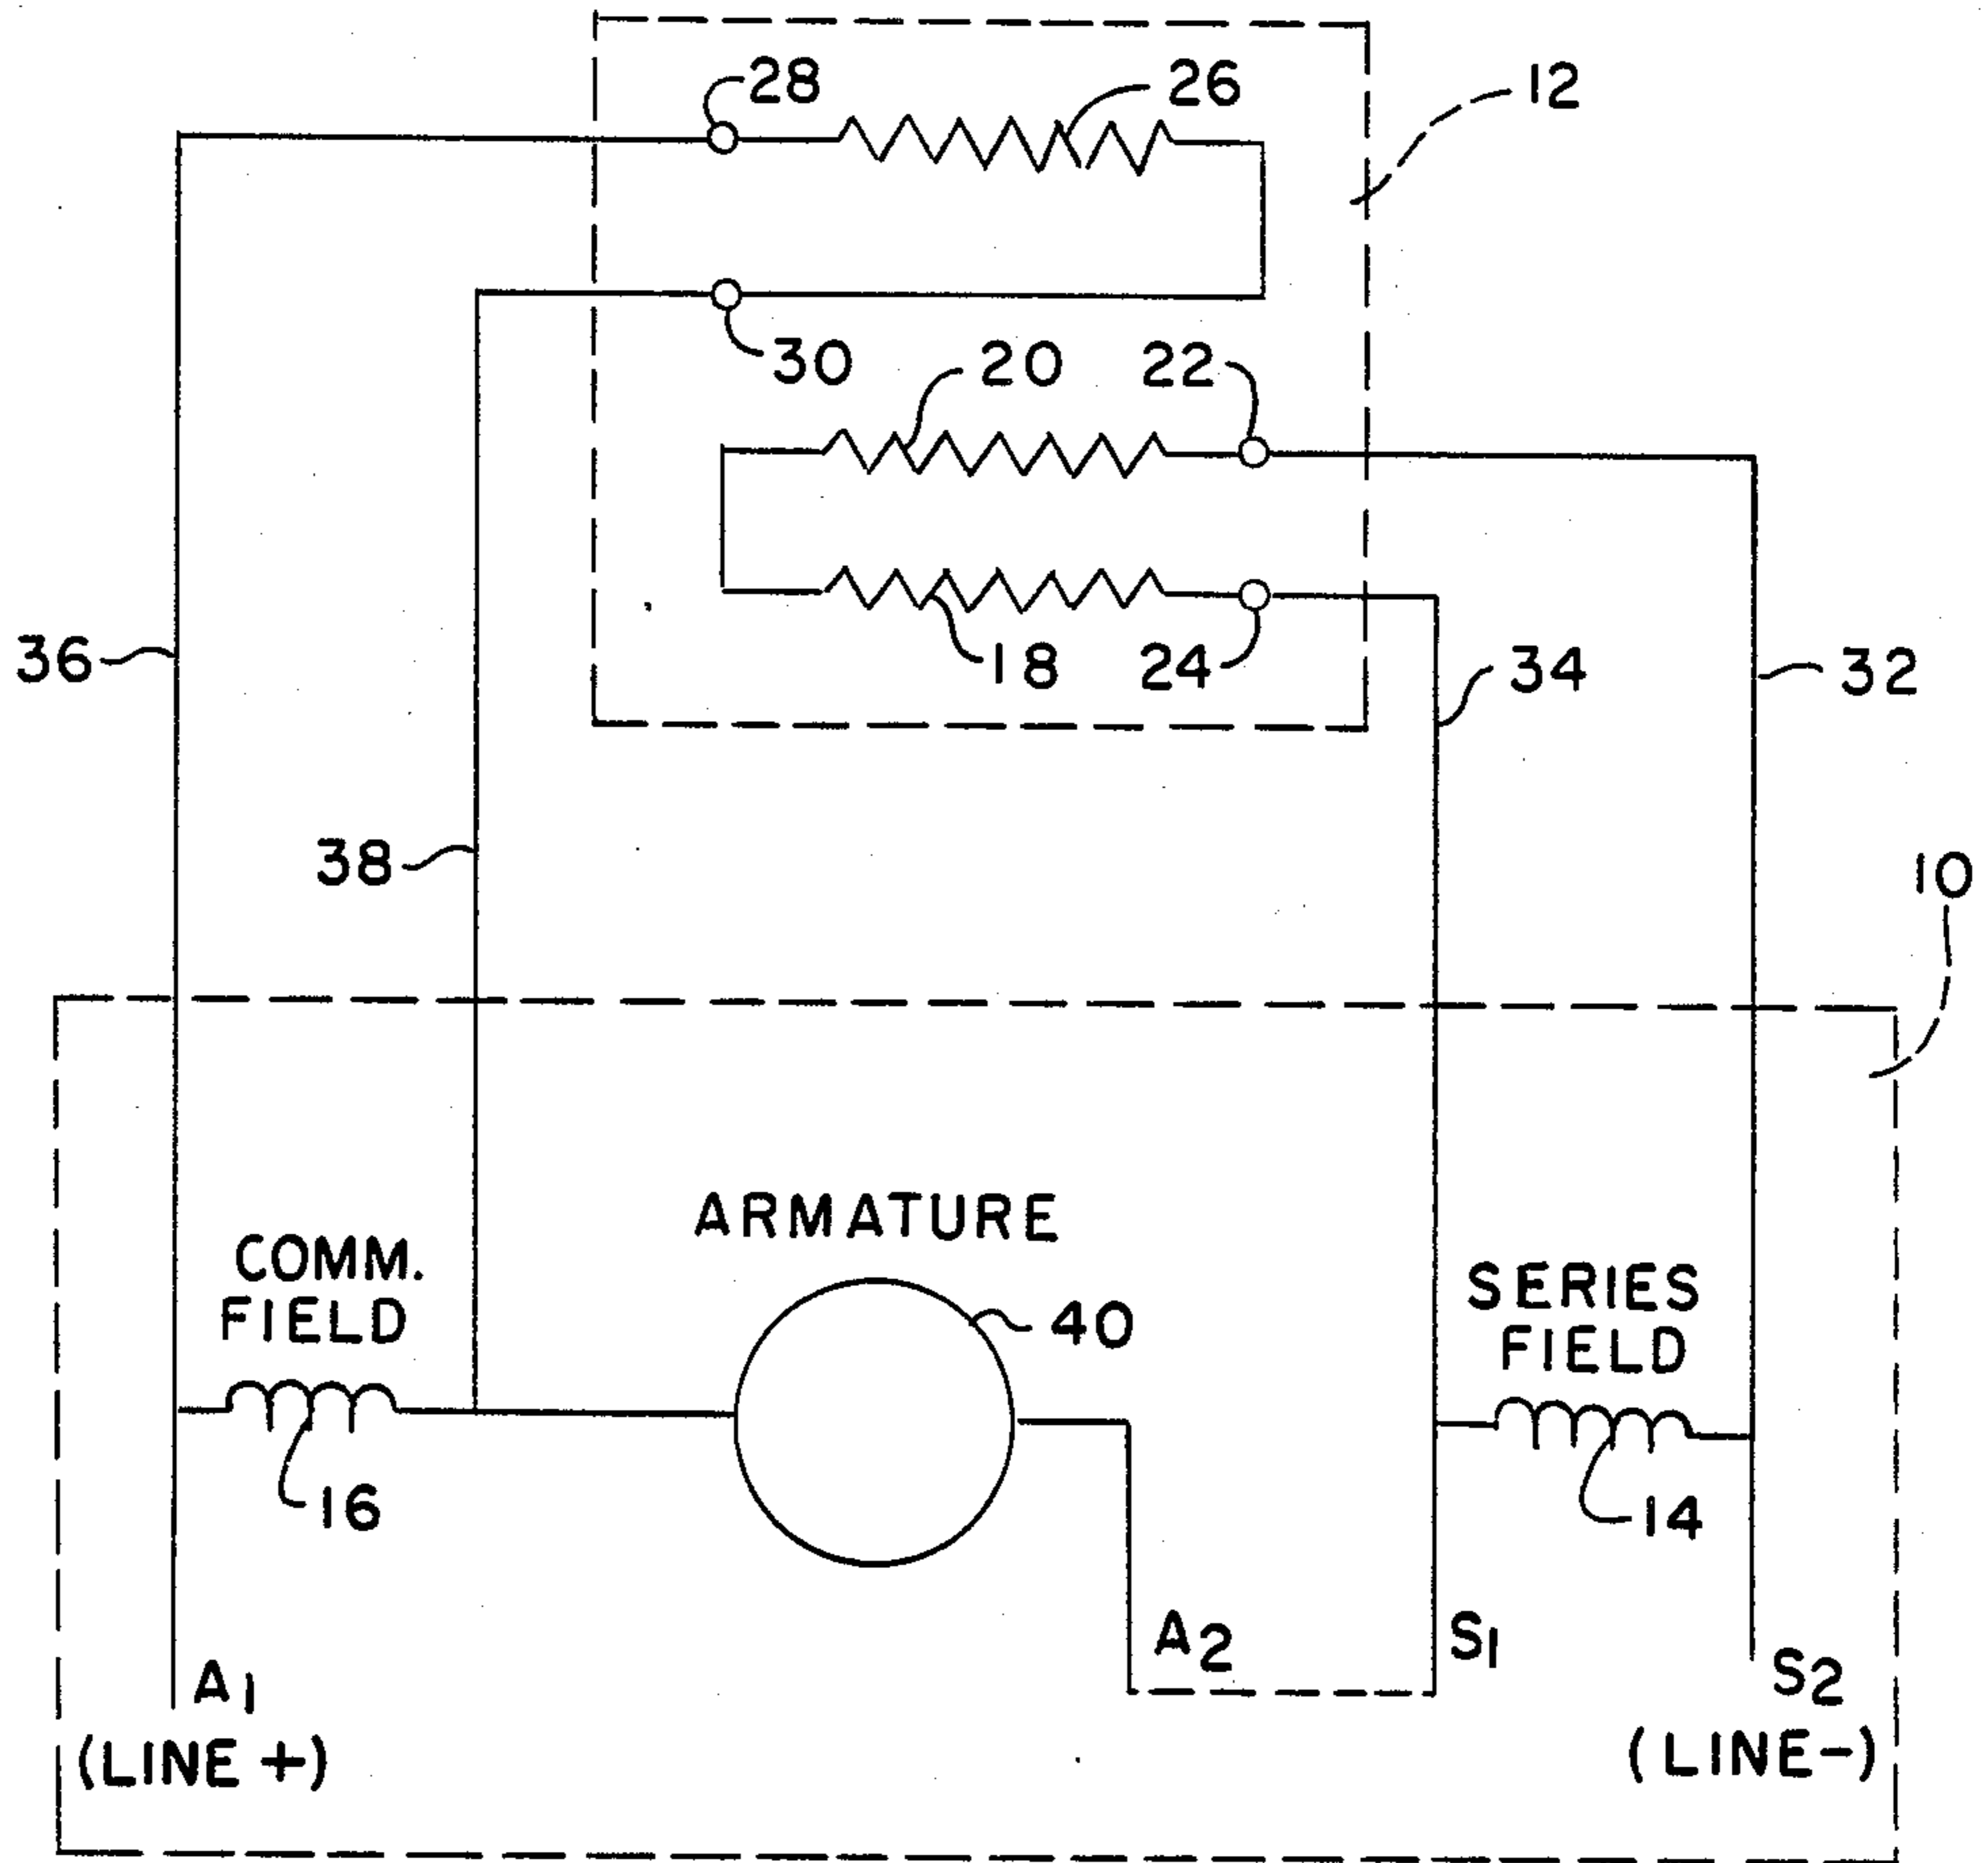 28
26
12
30
20
22
18
24
36
34
32
38
10
ARMATURE
COMM.
FIELD
SERIES
FIELD
40
16
14
A1
(LINE +)
A2
S1
S2
(LINE-)